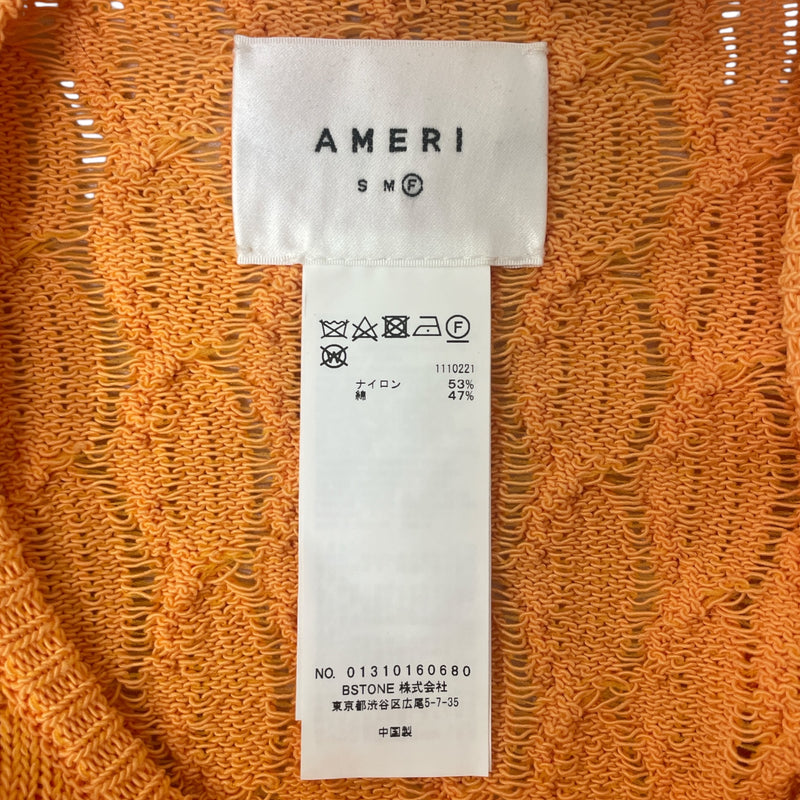 AMERI
S M F
F
W
1110221
ナイロン 53%
綿 47%
NO. 01310160680
BSTONE 株式会社
東京都渋谷区広尾5-7-35
中国製